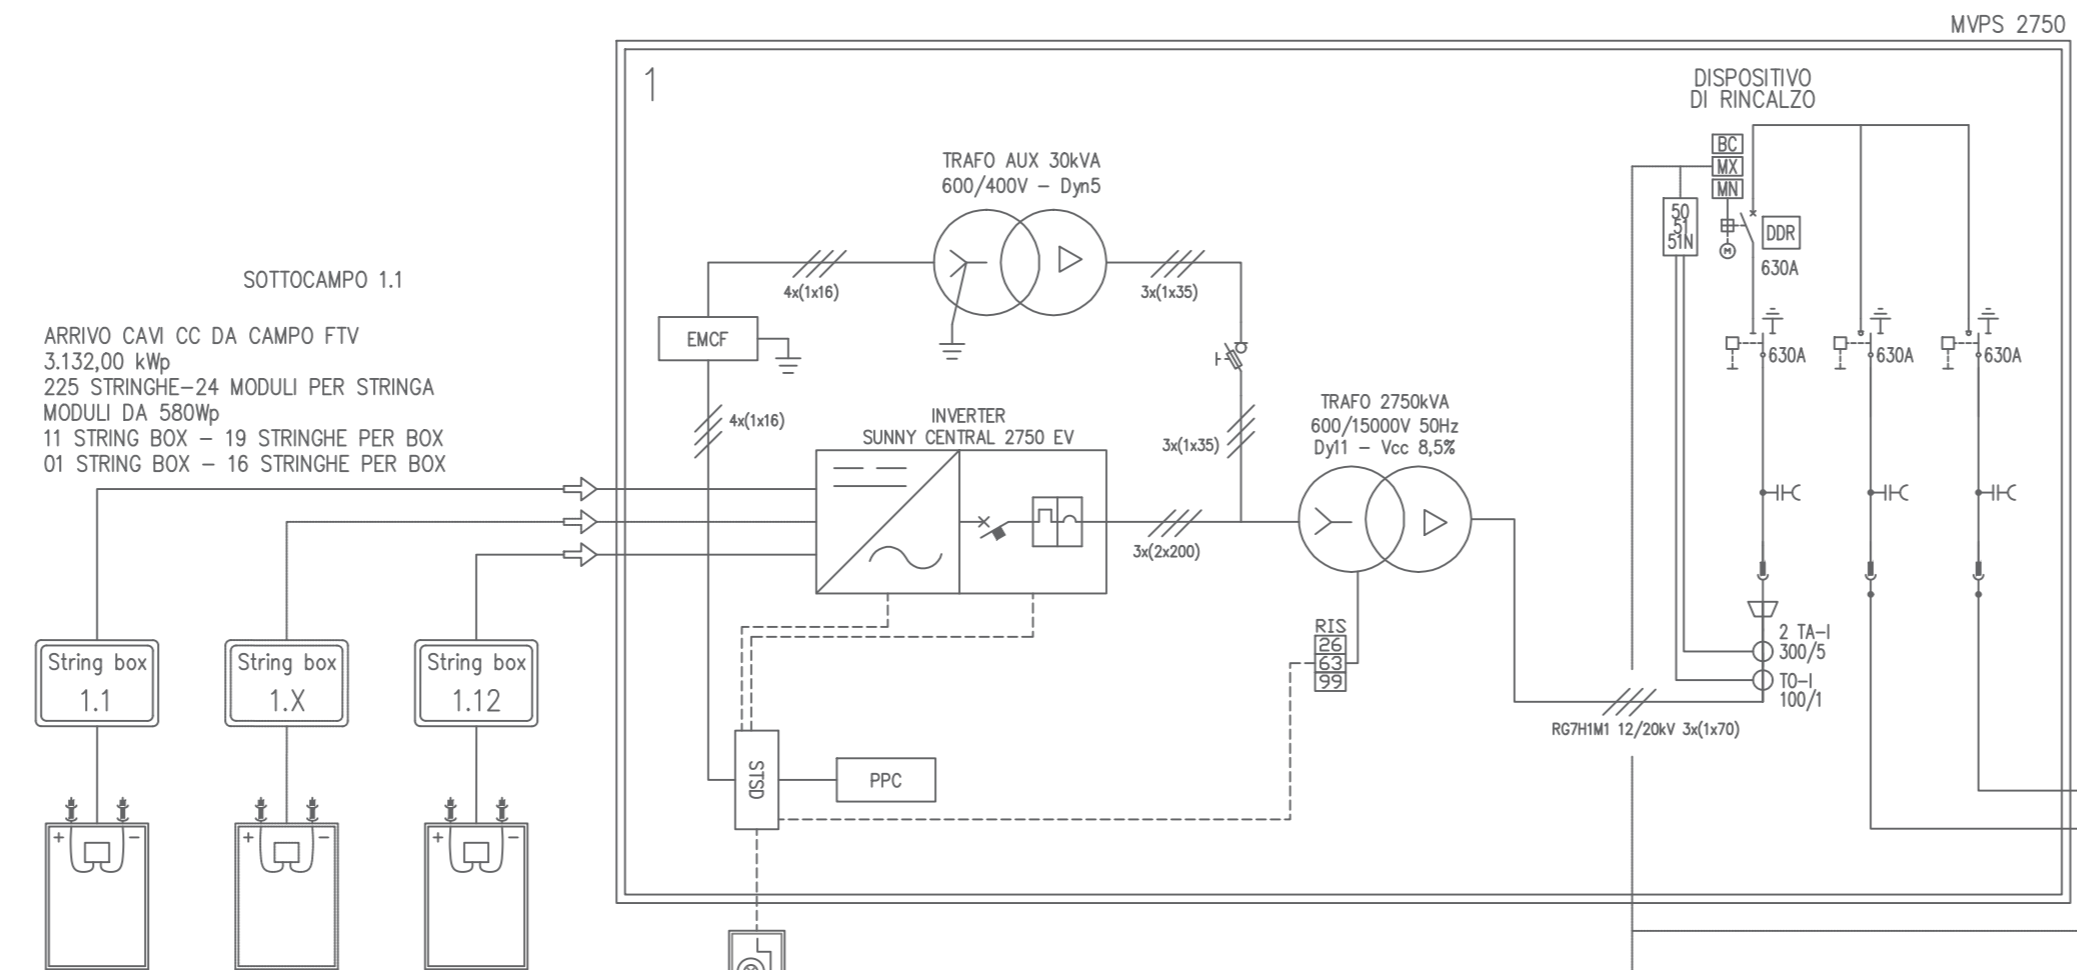 MVPS 2750
1
DISPOSITIVO
DI RINCALZO
BC
MX
MN
50
51
51N
M
DDR
630A
TRAFO AUX 30kVA
600/400V – Dyn5
4x(1x16)
3x(1x35)
SOTTOCAMPO 1.1
EMCF
630A
630A
630A
ARRIVO CAVI CC DA CAMPO FTV
3.132,00 kWp
225 STRINGHE–24 MODULI PER STRINGA
MODULI DA 580Wp
11 STRING BOX – 19 STRINGHE PER BOX
01 STRING BOX – 16 STRINGHE PER BOX
4x(1x16)
INVERTER
SUNNY CENTRAL 2750 EV
3x(1x35)
TRAFO 2750kVA
600/15000V 50Hz
Dy11 – Vcc 8,5%
3x(2x200)
RIS
26
63
99
2 TA–I
300/5
TO–I
100/1
String box
1.1
String box
1.X
String box
1.12
RG7H1M1 12/20kV 3x(1x70)
STSD
PPC
+ –
+ –
+ –